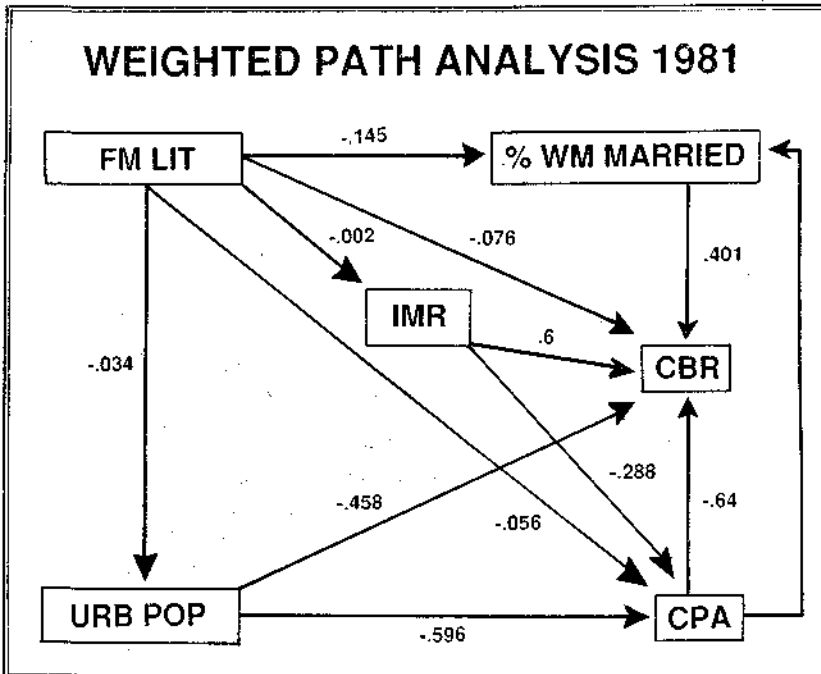 WEIGHTED PATH ANALYSIS 1981
FM LIT
-.145
% WM MARRIED
-.002
-.076
.401
IMR
.6
CBR
-.034
-.458
-.288
-.056
-.64
URB POP
-.596
CPA